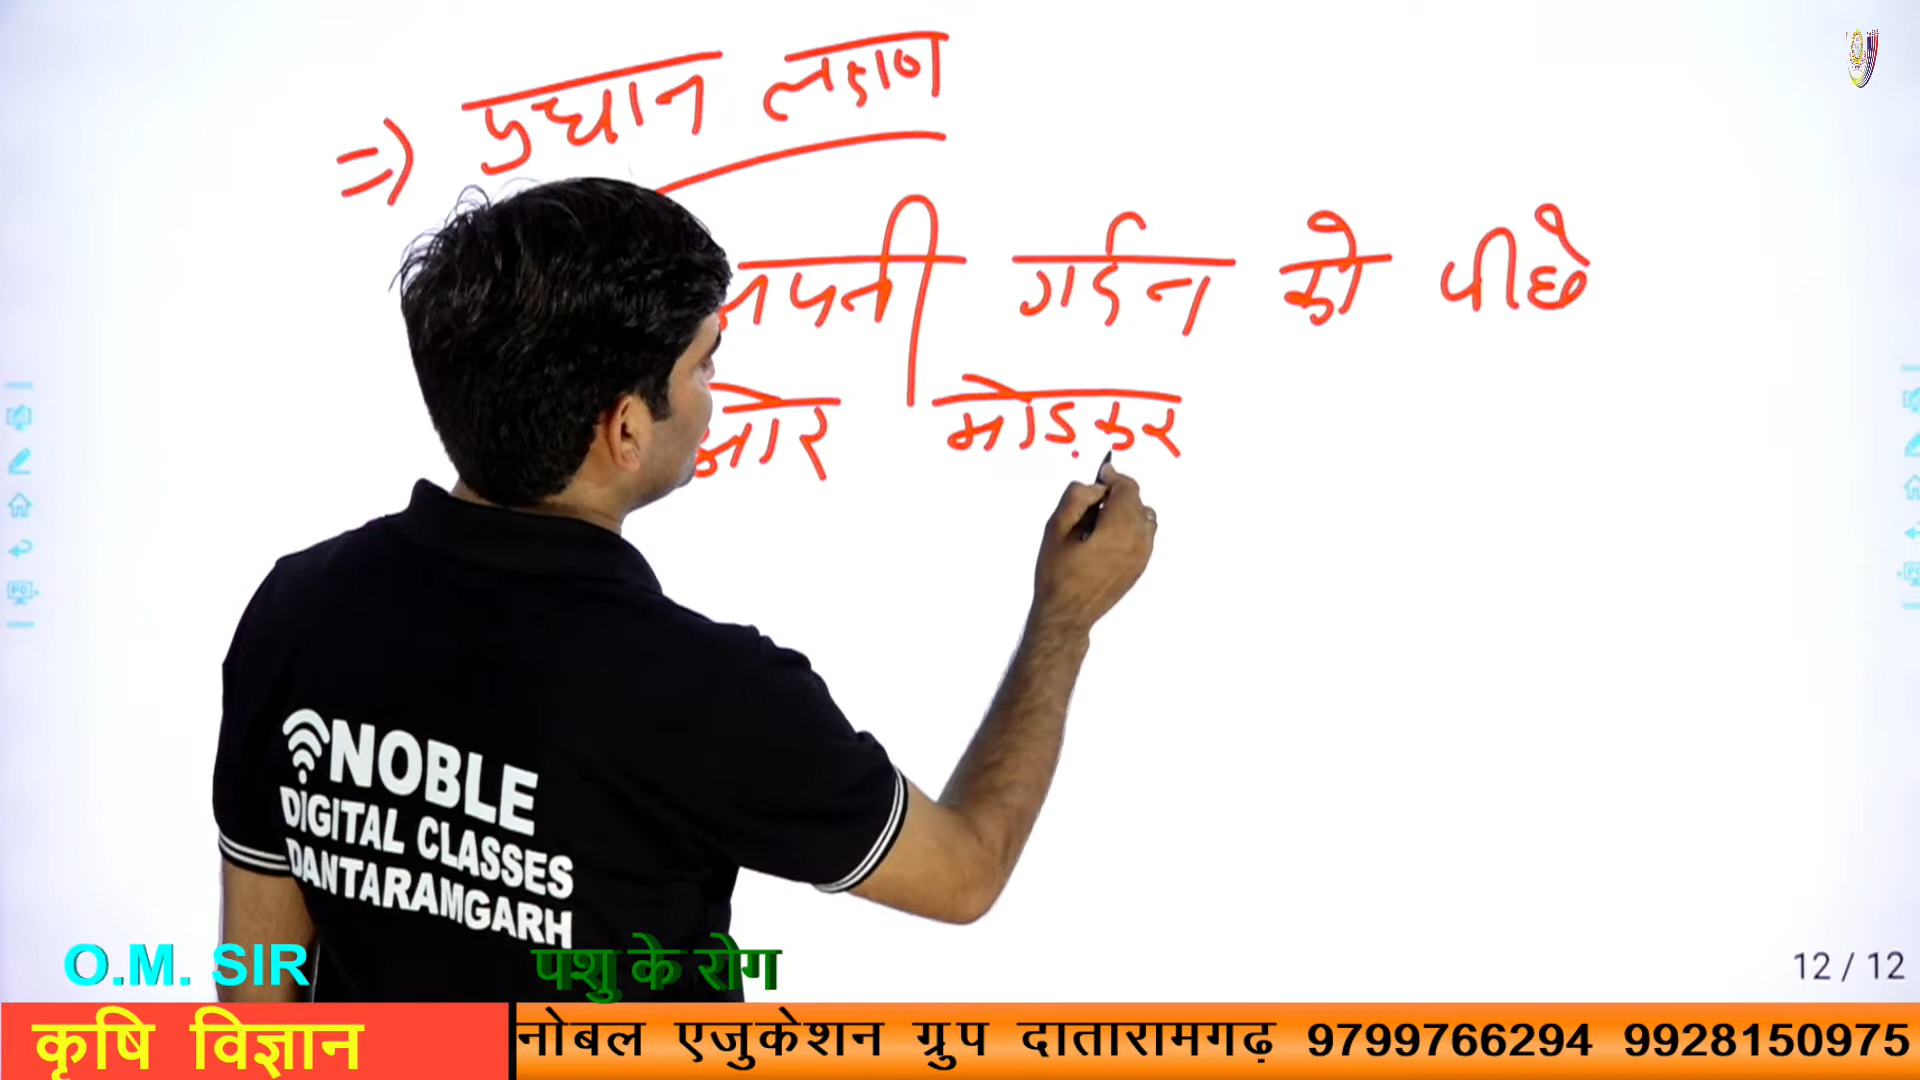 ⇒) प्रधान लक्षण
अपनी गर्दन को पीछे
ओर मोड़कर
NOBLE
DIGITAL CLASSES
DANTARAMGARH
O.M. SIR
पशु के रोग
12 / 12
कृषि विज्ञान
नोबल एजुकेशन ग्रुप दातारामगढ़ 9799766294 9928150975